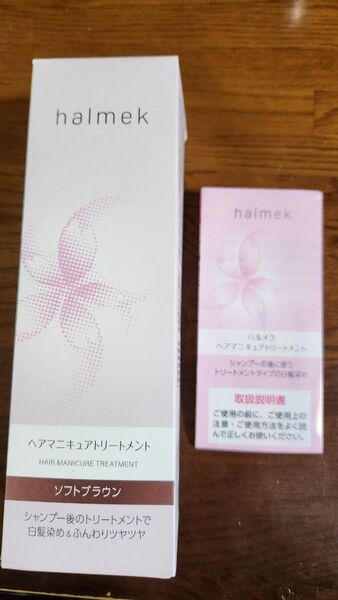 halmek
ヘアマニキュアトリートメント
HAIR MANICURE TREATMENT
ソフトブラウン
シャンプー後のトリートメントで
白髪染め&ふんわりツヤツヤ
halmek
ハルメク
ヘアマニキュアトリートメント
シャンプーの後に使う
トリートメントタイプの白髪染め
取扱説明書
ご使用の前に、ご使用上の
注意・ご使用方法をよく読
んで正しくお使いください。